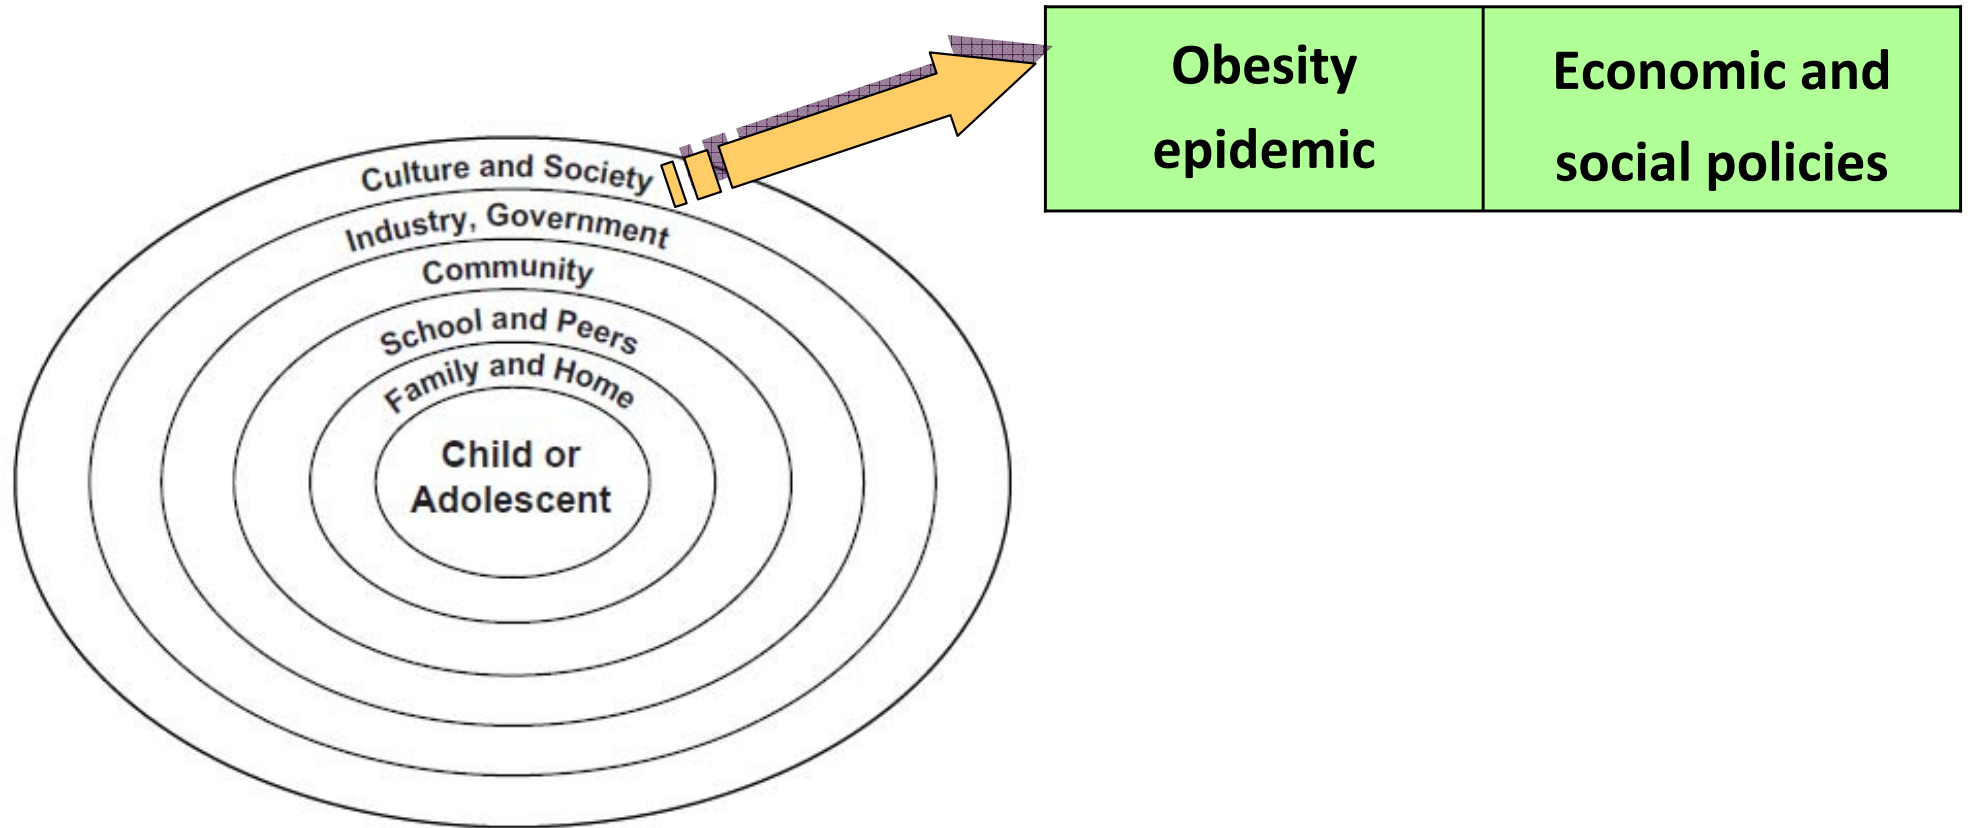 Obesity
epidemic
Economic and
social policies
Culture and Society
Industry, Government
Community
School and Peers
Family and Home
Child or
Adolescent